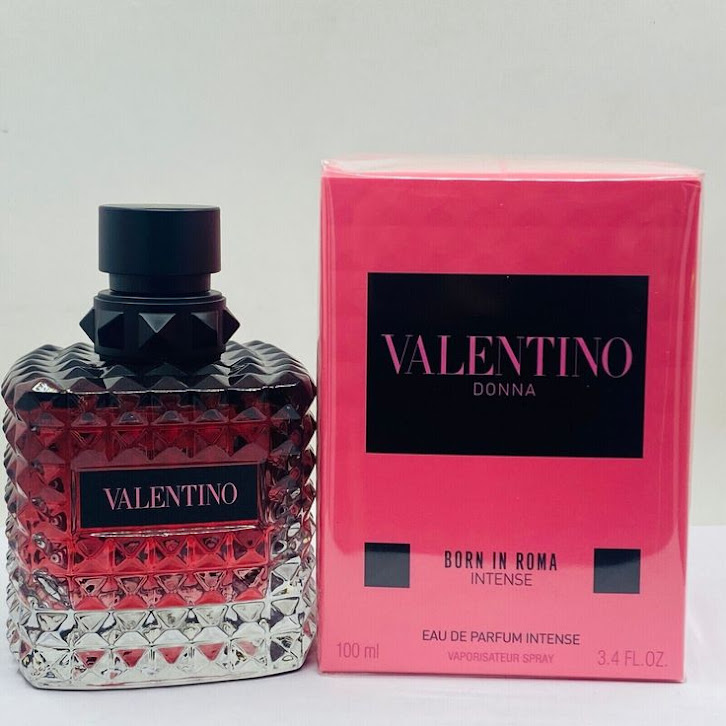 VALENTINO
VALENTINO
DONNA
BORN IN ROMA
INTENSE
EAU DE PARFUM INTENSE
100 ml
VAPORISATEUR SPRAY
3.4 FL.OZ.